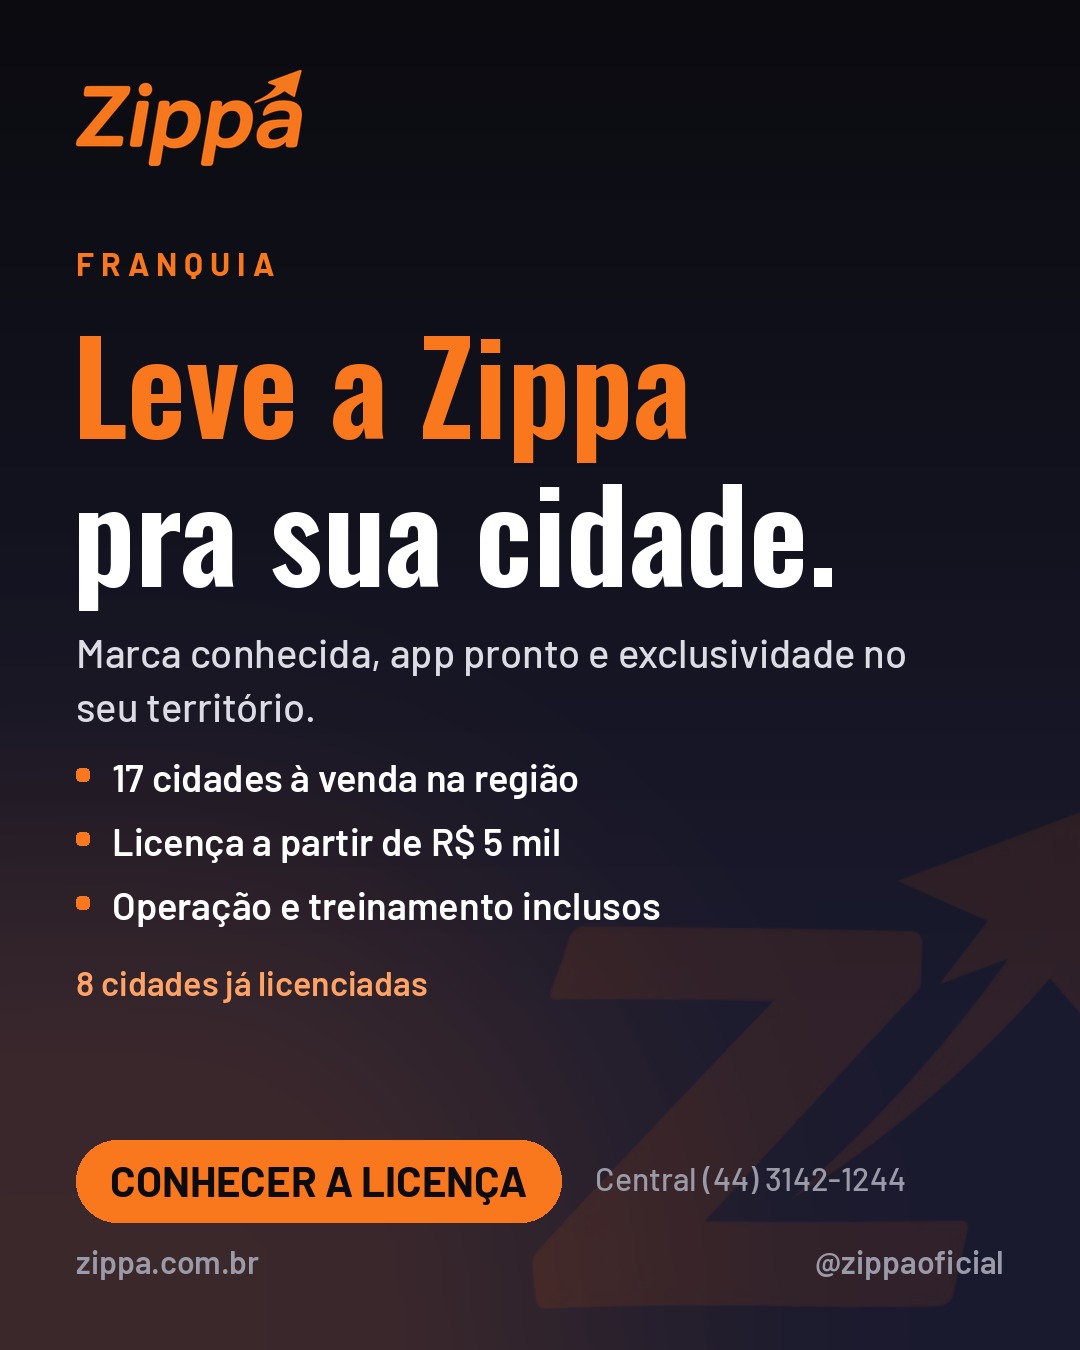 Zippa
FRANQUIA
Leve a Zippa
pra sua cidade.
Marca conhecida, app pronto e exclusividade no
seu território.
17 cidades à venda na região
Licença a partir de R$ 5 mil
Operação e treinamento inclusos
8 cidades já licenciadas
CONHECER A LICENÇA
Central (44) 3142-1244
zippa.com.br
@zippaoficial